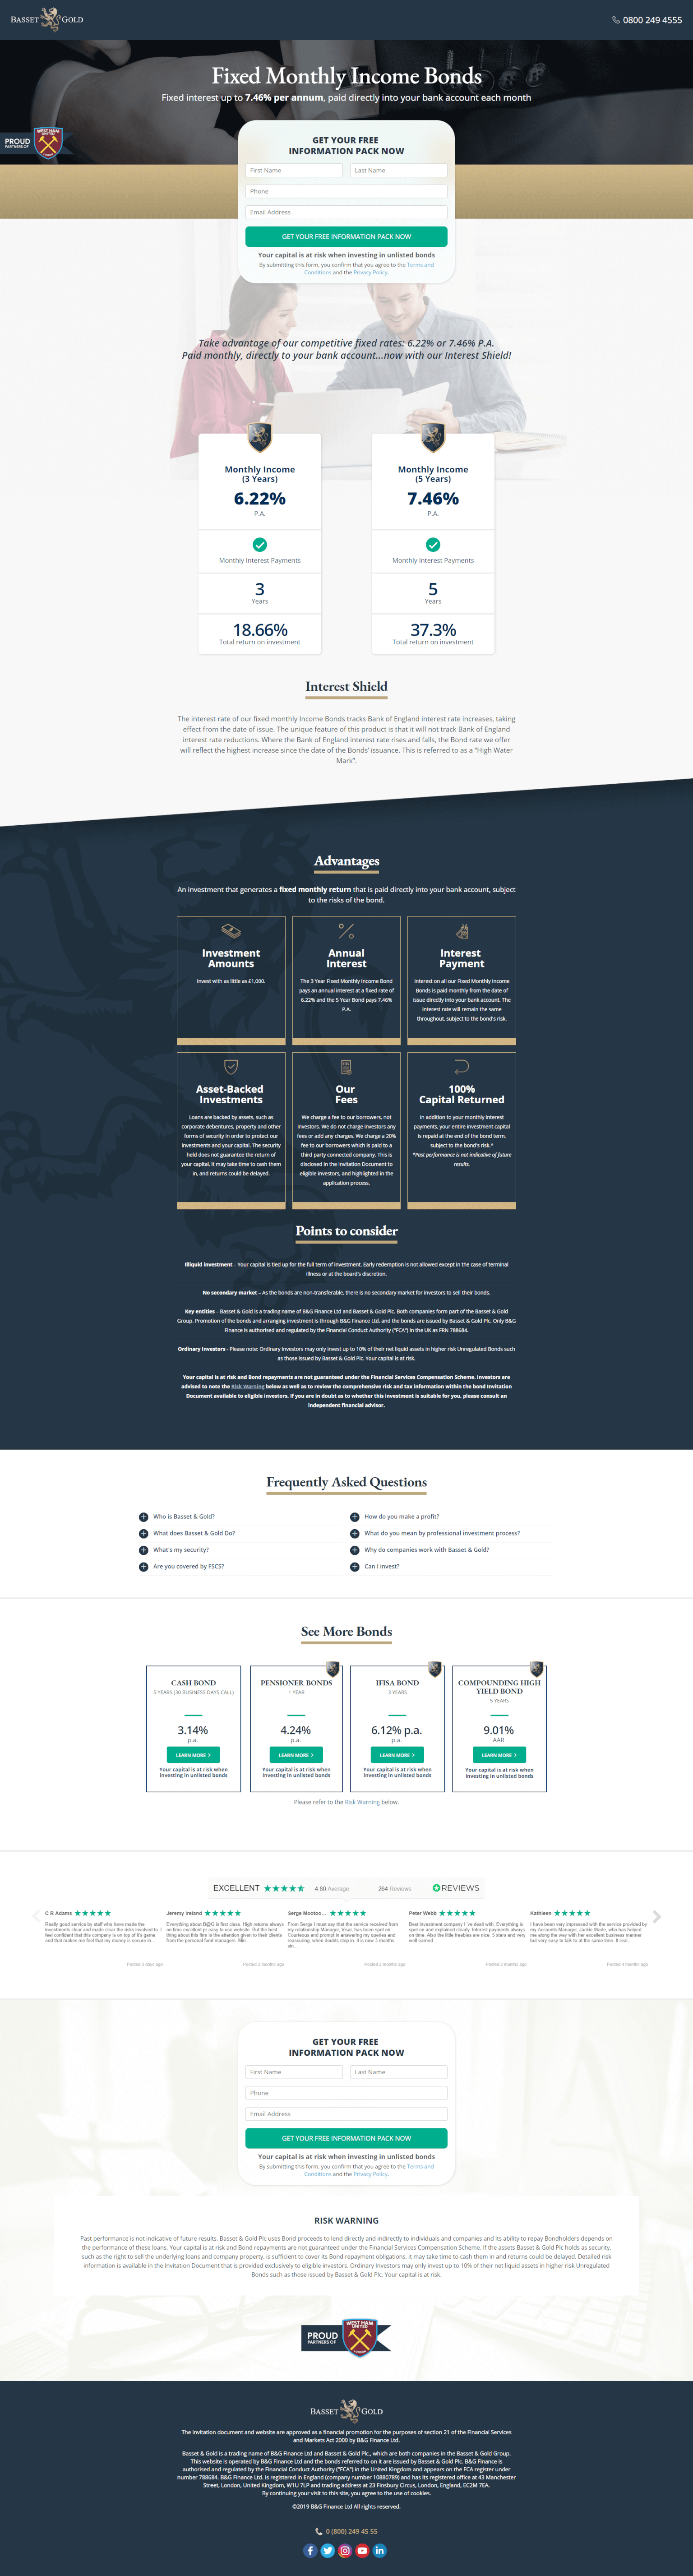 BASSET GOLD
0800 249 4555
Fixed Monthly Income Bonds
Fixed interest up to 7.46% per annum, paid directly into your bank account each month
PROUD
PARTNERS OF
WEST HAM
UNITED
GET YOUR FREE
INFORMATION PACK NOW
First Name
Last Name
Phone
Email Address
GET YOUR FREE INFORMATION PACK NOW
Your capital is at risk when investing in unlisted bonds
By submitting this form, you confirm that you agree to the Terms and
Conditions and the Privacy Policy.
Take advantage of our competitive fixed rates: 6.22% or 7.46% P.A.
Paid monthly, directly to your bank account...now with our Interest Shield!
Monthly Income
(3 Years)
6.22%
P.A.
Monthly Interest Payments
3
Years
18.66%
Total return on investment
Monthly Income
(5 Years)
7.46%
P.A.
Monthly Interest Payments
5
Years
37.3%
Total return on investment
Interest Shield
The interest rate of our fixed monthly Income Bonds tracks Bank of England interest rate increases, taking
effect from the date of issue. The unique feature of this product is that it will not track Bank of England
interest rate reductions. Where the Bank of England interest rate rises and falls, the Bond rate we offer
will reflect the highest increase since the date of the Bonds' issuance. This is referred to as a "High Water
Mark".
Advantages
An investment that generates a fixed monthly return that is paid directly into your bank account, subject
to the risks of the bond.
Investment
Amounts
Invest with as little as £1,000.
Annual
Interest
The 3 Year Fixed Monthly Income Bond
pays an annual interest at a fixed rate of
6.22% and the 5 Year Bond pays 7.46%
P.A.
Interest
Payment
Interest on all our Fixed Monthly Income
Bonds is paid monthly from the date of
issue directly into your bank account. The
interest rate will remain the same
throughout, subject to the bond's risk.
Asset-Backed
Investments
Loans are backed by assets, such as
corporate debentures, property and other
forms of security in order to protect our
investments and your capital. The security
held does not guarantee the return of
your capital, it may take time to cash them
in, and returns could be delayed.
Our
Fees
We charge a fee to our borrowers, not
investors. We do not charge investors any
fees or add any charges. We charge a 20%
fee to our borrowers which is paid to a
third party connected company. This is
disclosed in the Invitation Document to
eligible investors, and highlighted in the
application process.
100%
Capital Returned
In addition to your monthly interest
payments, your entire investment capital
is repaid at the end of the bond term,
subject to the bond's risk.*
*Past performance is not indicative of future
results.
Points to consider
Illiquid investment – Your capital is tied up for the full term of investment. Early redemption is not allowed except in the case of terminal
illness or at the board's discretion.
No secondary market – As the bonds are non-transferable, there is no secondary market for investors to sell their bonds.
Key entities – Basset & Gold is a trading name of B&G Finance Ltd and Basset & Gold Plc. Both companies form part of the Basset & Gold
Group. Promotion of the bonds and arranging investment is through B&G Finance Ltd. and the bonds are issued by Basset & Gold Plc. Only B&G
Finance is authorised and regulated by the Financial Conduct Authority ("FCA") in the UK as FRN 788684.
Ordinary Investors - Please note: Ordinary Investors may only invest up to 10% of their net liquid assets in higher risk Unregulated Bonds such
as those issued by Basset & Gold Plc. Your capital is at risk.
Your capital is at risk and Bond repayments are not guaranteed under the Financial Services Compensation Scheme. Investors are
advised to note the Risk Warning below as well as to review the comprehensive risk and tax information within the bond Invitation
Document available to eligible investors. If you are in doubt as to whether this investment is suitable for you, please consult an
independent financial advisor.
Frequently Asked Questions
Who is Basset & Gold?
How do you make a profit?
What does Basset & Gold Do?
What do you mean by professional investment process?
What's my security?
Why do companies work with Basset & Gold?
Are you covered by FSCS?
Can I invest?
See More Bonds
CASH BOND
5 YEARS (30 BUSINESS DAYS CALL)
3.14%
p.a.
LEARN MORE
Your capital is at risk when
investing in unlisted bonds
PENSIONER BONDS
1 YEAR
4.24%
p.a.
LEARN MORE
Your capital is at risk when
investing in unlisted bonds
IFISA BOND
3 YEARS
6.12% p.a.
p.a.
LEARN MORE
Your capital is at risk when
investing in unlisted bonds
COMPOUNDING HIGH
YIELD BOND
5 YEARS
9.01%
AAR
LEARN MORE
Your capital is at risk when
investing in unlisted bonds
Please refer to the Risk Warning below.
EXCELLENT 4.80 Average 264 Reviews REVIEWS
C R Adams
Really good service by staff who have made the
investments clear and made clear the risks involved to. I
feel confident that this company is on top of it's game
and that makes me feel that my money is secure in...
Posted 3 days ago
Jeremy Ireland
Everything about B@G is first class. High returns always
on time excellent pr easy to use website. But the best
thing about this firm is the attention given to their clients
from the personal fund managers. Min...
Posted 2 months ago
Serge Mootoo...
From Serge I must say that the service received from
my relationship Manager, Visar, has been spot on.
Courteous and prompt in answering my queries and
reassuring, when doubts step in. It is now 3 months
sin...
Posted 2 months ago
Peter Webb
Best Investment company I 've dealt with. Everything is
spot on and explained clearly. Interest payments always
on time. Also the little freebies are nice. 5 stars and very
well earned
Posted 2 months ago
Kathleen
I have been very impressed with the service provided by
my Accounts Manager, Jackie Wade, who has helped
me along the way with her excellent business manner
but very easy to talk to at the same time. It real...
Posted 4 months ago
GET YOUR FREE
INFORMATION PACK NOW
First Name
Last Name
Phone
Email Address
GET YOUR FREE INFORMATION PACK NOW
Your capital is at risk when investing in unlisted bonds
By submitting this form, you confirm that you agree to the Terms and
Conditions and the Privacy Policy.
RISK WARNING
Past performance is not indicative of future results. Basset & Gold Plc uses Bond proceeds to lend directly and indirectly to individuals and companies and its ability to repay Bondholders depends on
the performance of these loans. Your capital is at risk and Bond repayments are not guaranteed under the Financial Services Compensation Scheme. If the assets Basset & Gold Plc holds as security,
such as the right to sell the underlying loans and company property, is sufficient to cover its Bond repayment obligations, it may take time to cash them in and returns could be delayed. Detailed risk
information is available in the Invitation Document that is provided exclusively to eligible investors. Ordinary Investors may only invest up to 10% of their net liquid assets in higher risk Unregulated
Bonds such as those issued by Basset & Gold Plc. Your capital is at risk.
PROUD
PARTNERS OF
WEST HAM
UNITED
BASSET GOLD
The Invitation document and website are approved as a financial promotion for the purposes of section 21 of the Financial Services
and Markets Act 2000 by B&G Finance Ltd.
Basset & Gold is a trading name of B&G Finance Ltd and Basset & Gold Plc., which are both companies in the Basset & Gold Group.
This website is operated by B&G Finance Ltd and the bonds referred to on it are issued by Basset & Gold Plc. B&G Finance is
authorised and regulated by the Financial Conduct Authority ("FCA") in the United Kingdom and appears on the FCA register under
number 788684. B&G Finance Ltd. is registered in England (company number 10880789) and has its registered office at 43 Manchester
Street, London, United Kingdom, W1U 7LP and trading address at 23 Finsbury Circus, London, England, EC2M 7EA.
By continuing your visit to this site, you agree to the use of cookies.
©2019 B&G Finance Ltd All rights reserved.
0 (800) 249 45 55